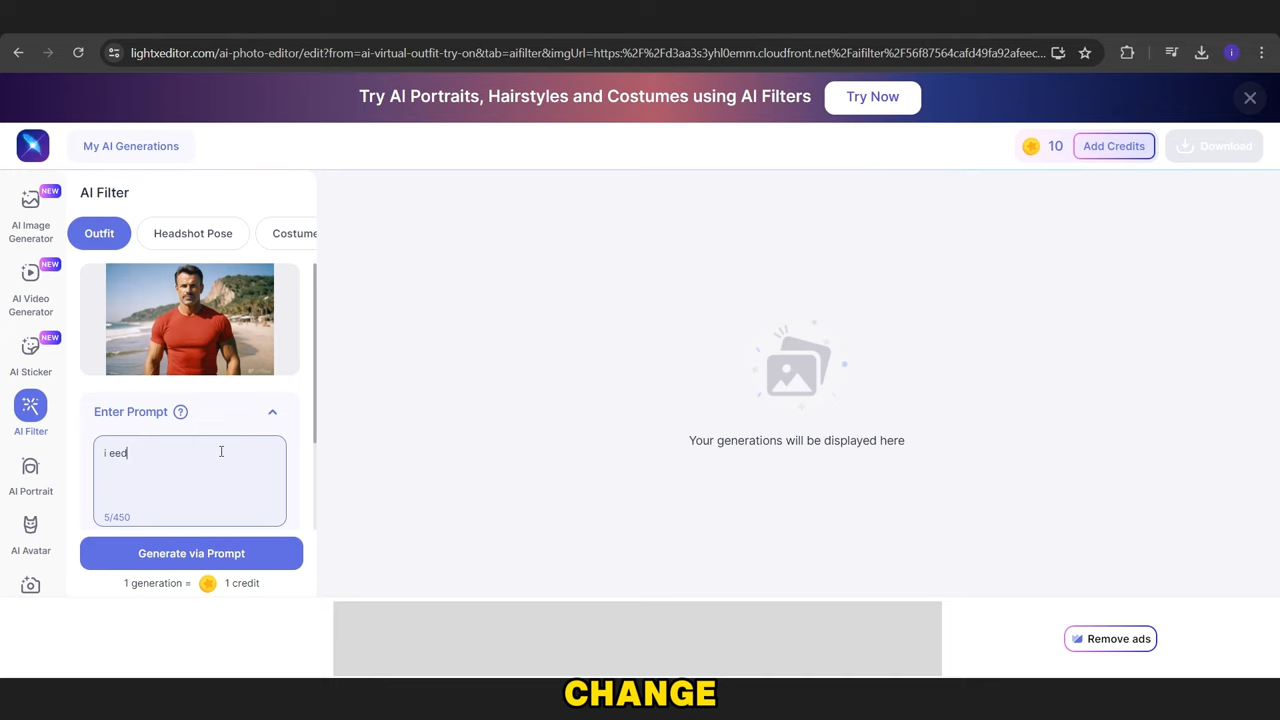 lightxeditor.com/ai-photo-editor/edit?from=ai-virtual-outfit-try-on&tab=aifilter&imgUrl=https:%2F%2Fd3aa3s3yhl0emm.cloudfront.net%2Faifilter%2F56f87564cafd49fa92afeec...
i
Try AI Portraits, Hairstyles and Costumes using AI Filters
Try Now
My AI Generations
10
Add Credits
Download
NEW
AI Image
Generator
NEW
AI Video
Generator
NEW
AI Sticker
AI Filter
AI Portrait
AI Avatar
AI Filter
Outfit
Headshot Pose
Costume
Enter Prompt ?
i eed
5/450
Generate via Prompt
1 generation = 1 credit
Your generations will be displayed here
Remove ads
CHANGE